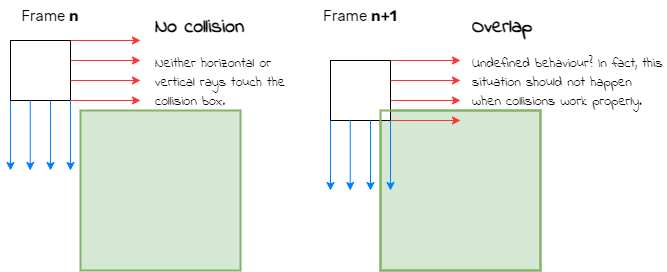 Frame n
No collision
Neither horizontal or
vertical rays touch the
collision box.
Frame n+1
Overlap
Undefined behaviour? In fact, this
situation should not happen
when collisions work properly.